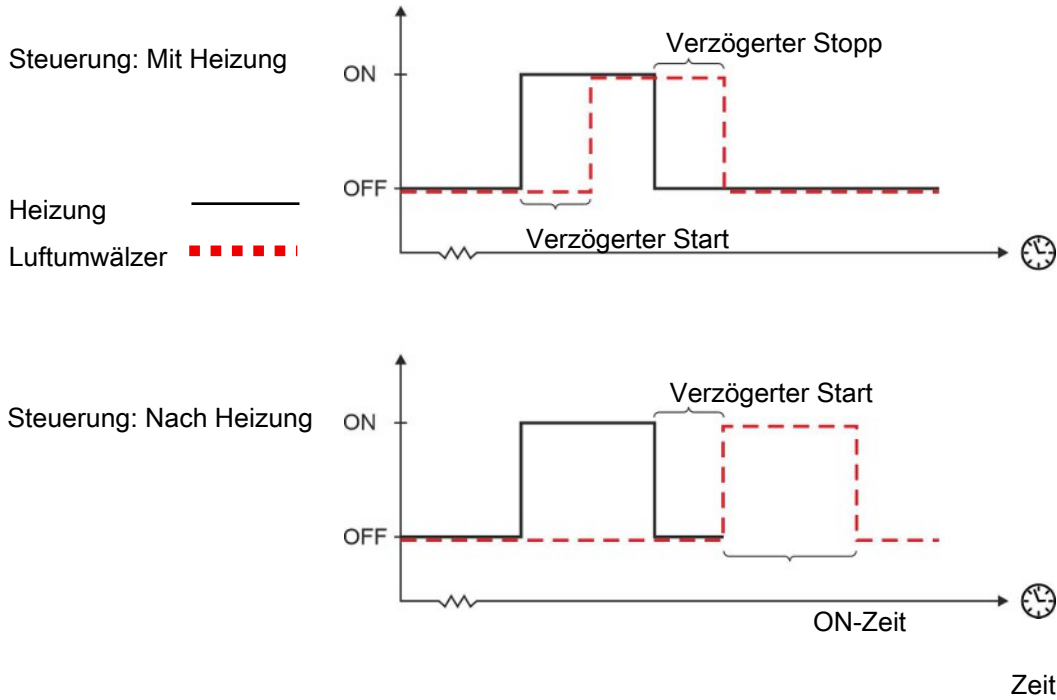 Steuerung: Mit Heizung
Verzögerter Stopp
ON
OFF
Heizung
Luftumwälzer
Verzögerter Start
Steuerung: Nach Heizung
Verzögerter Start
ON
OFF
ON-Zeit
Zeit